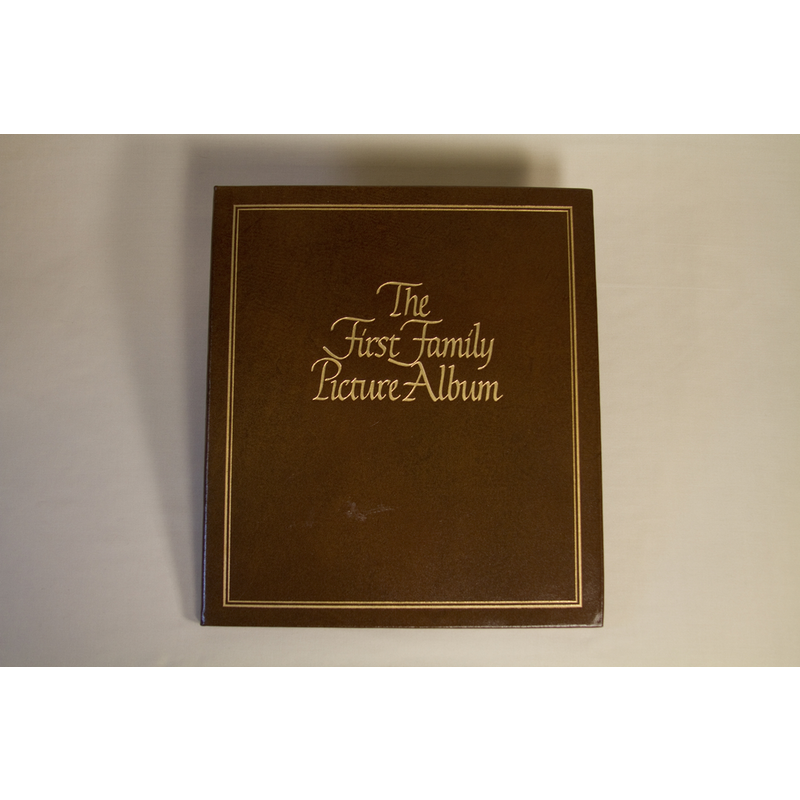 The
First Family
Picture Album